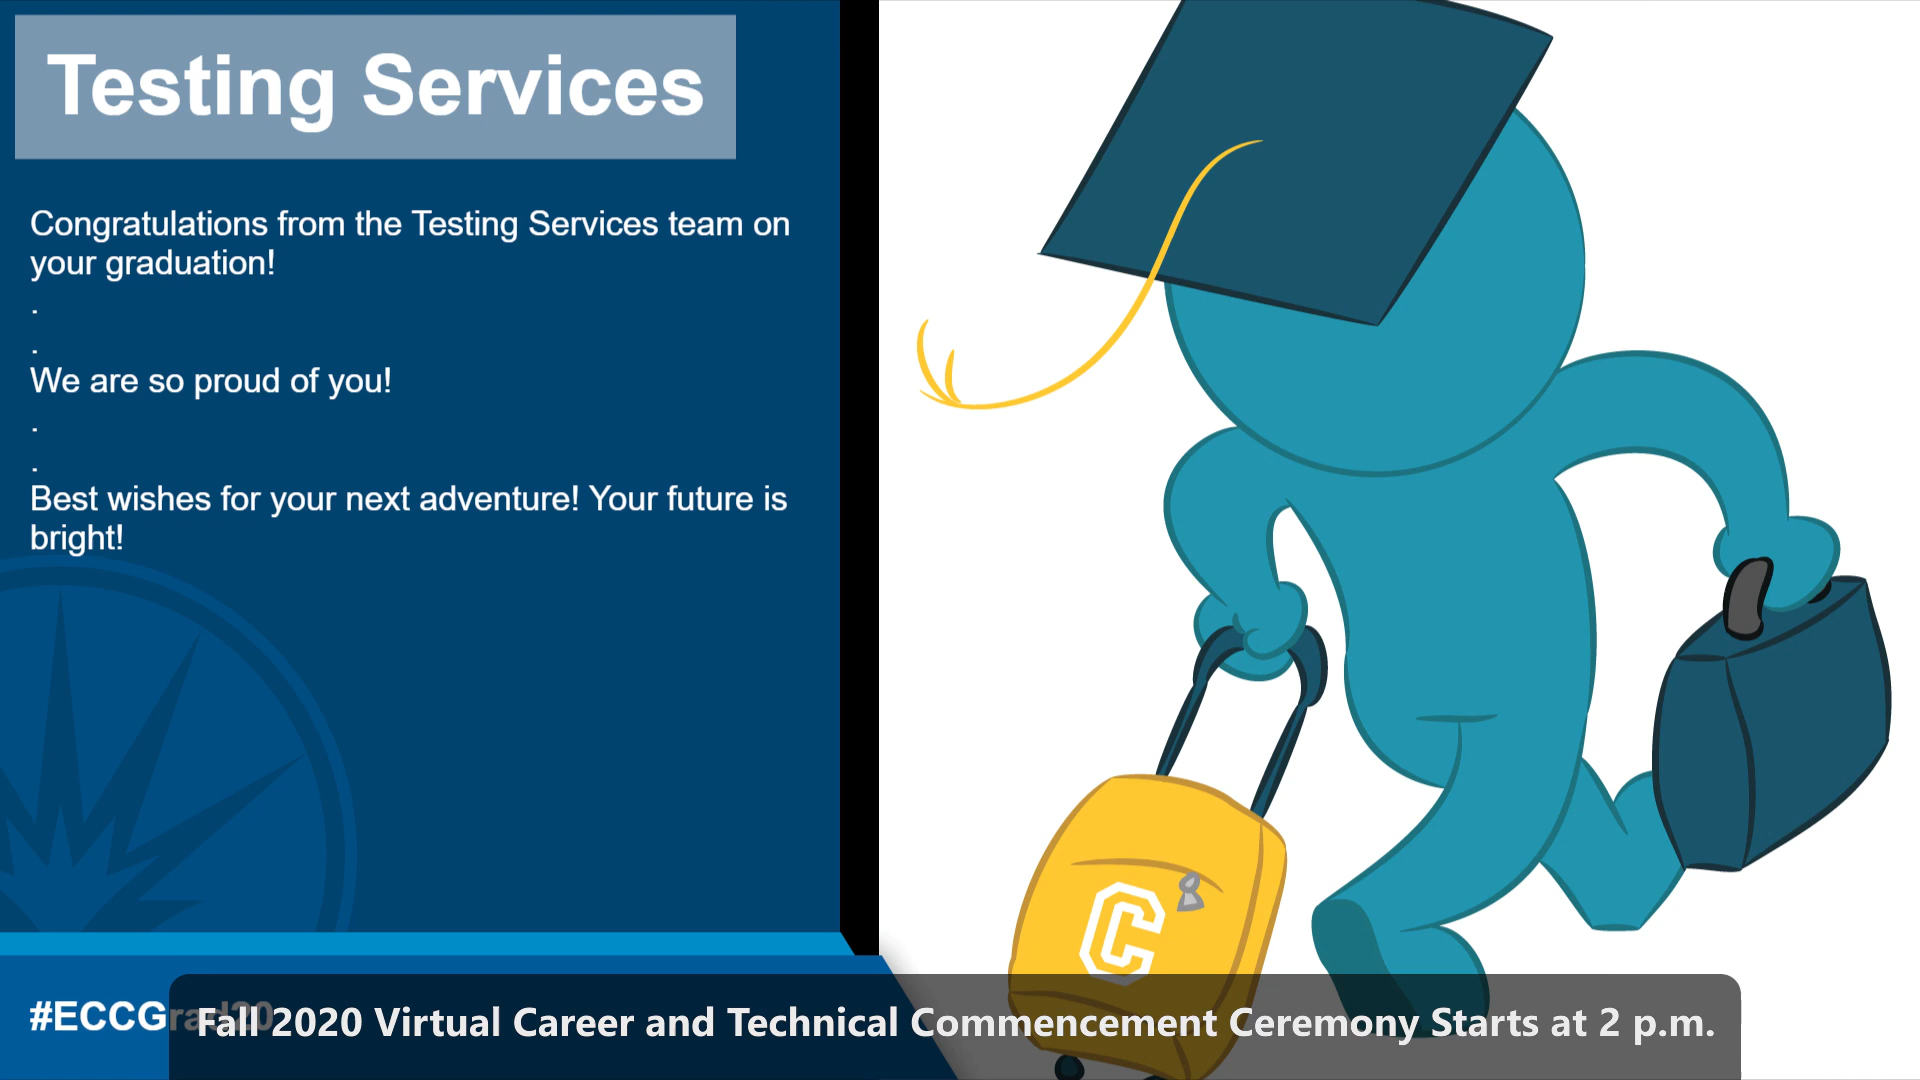 Testing Services
Congratulations from the Testing Services team on
your graduation!
.
.
We are so proud of you!
.
.
Best wishes for your next adventure! Your future is
bright!
C
#ECCGrad20
Fall 2020 Virtual Career and Technical Commencement Ceremony Starts at 2 p.m.